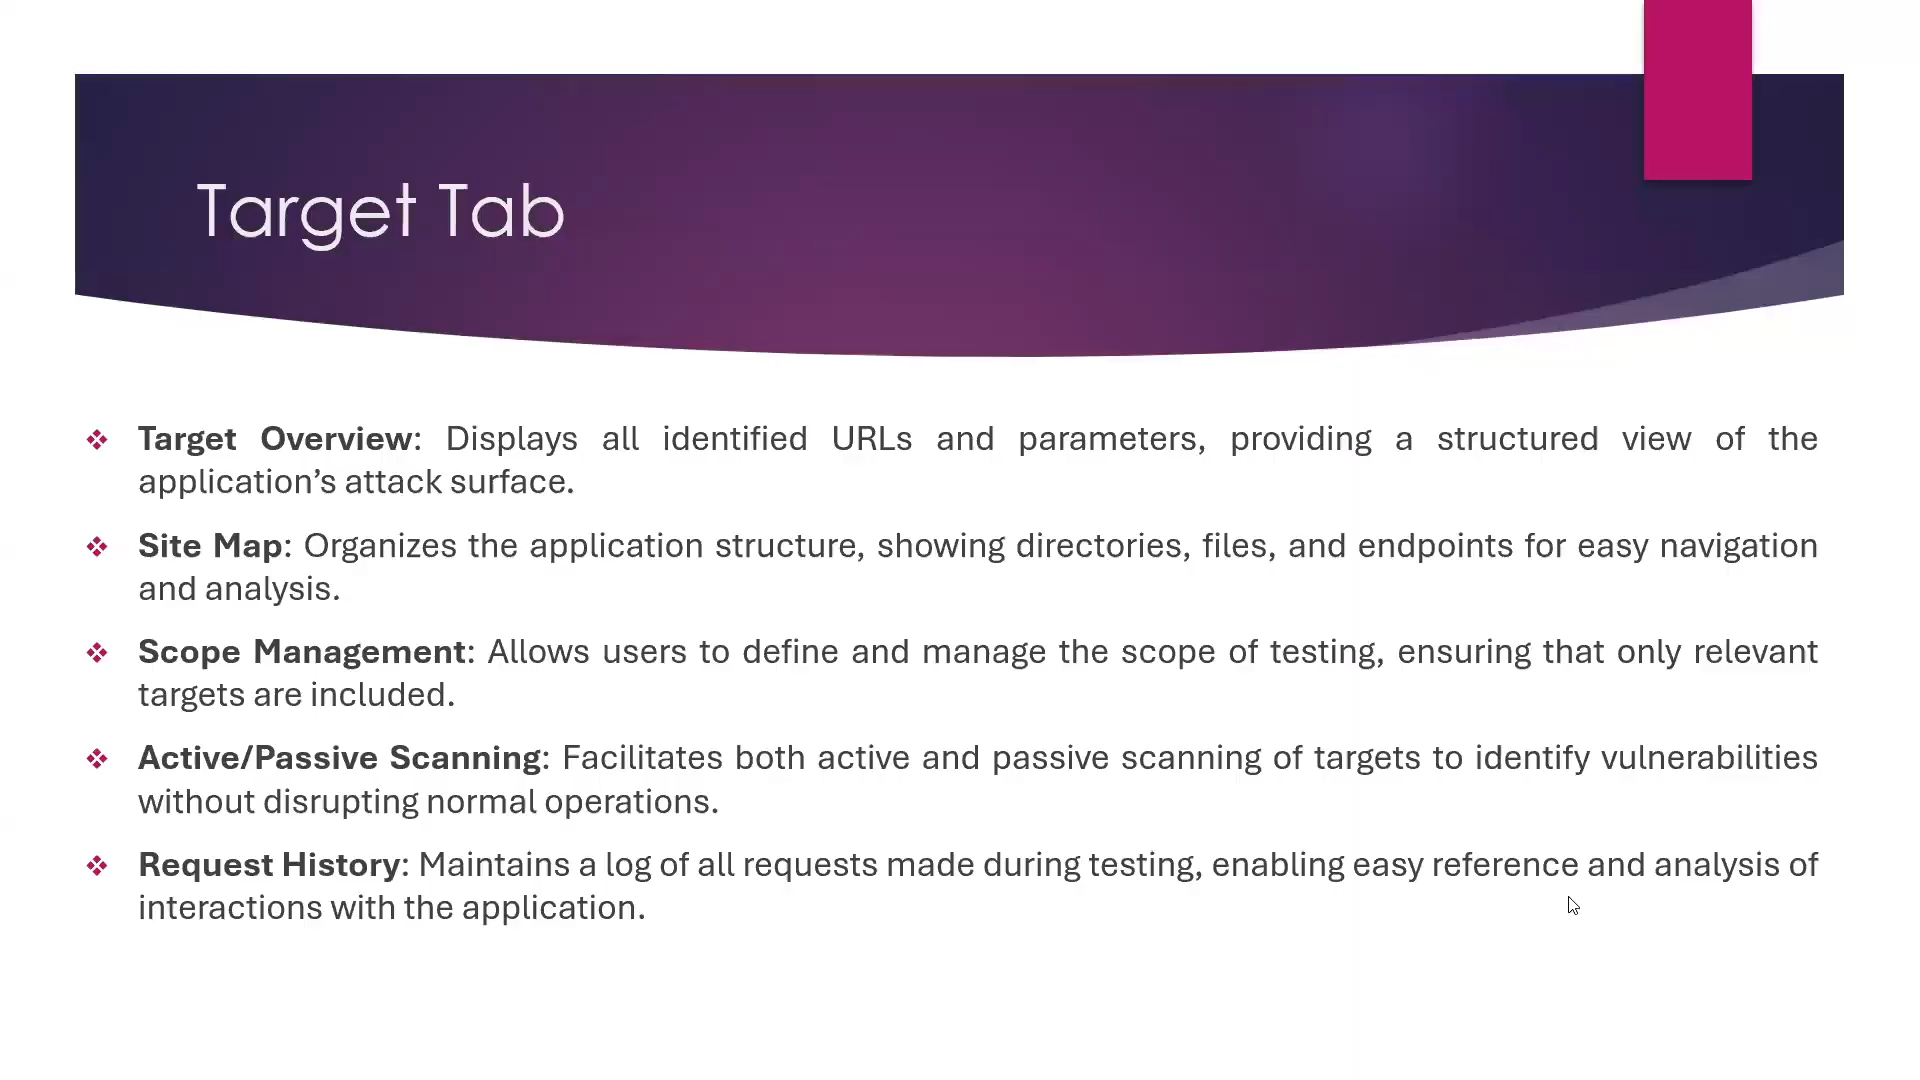 Target Tab
Target Overview: Displays all identified URLs and parameters, providing a structured view of the
application’s attack surface.
Site Map: Organizes the application structure, showing directories, files, and endpoints for easy navigation
and analysis.
Scope Management: Allows users to define and manage the scope of testing, ensuring that only relevant
targets are included.
Active/Passive Scanning: Facilitates both active and passive scanning of targets to identify vulnerabilities
without disrupting normal operations.
Request History: Maintains a log of all requests made during testing, enabling easy reference and analysis of
interactions with the application.